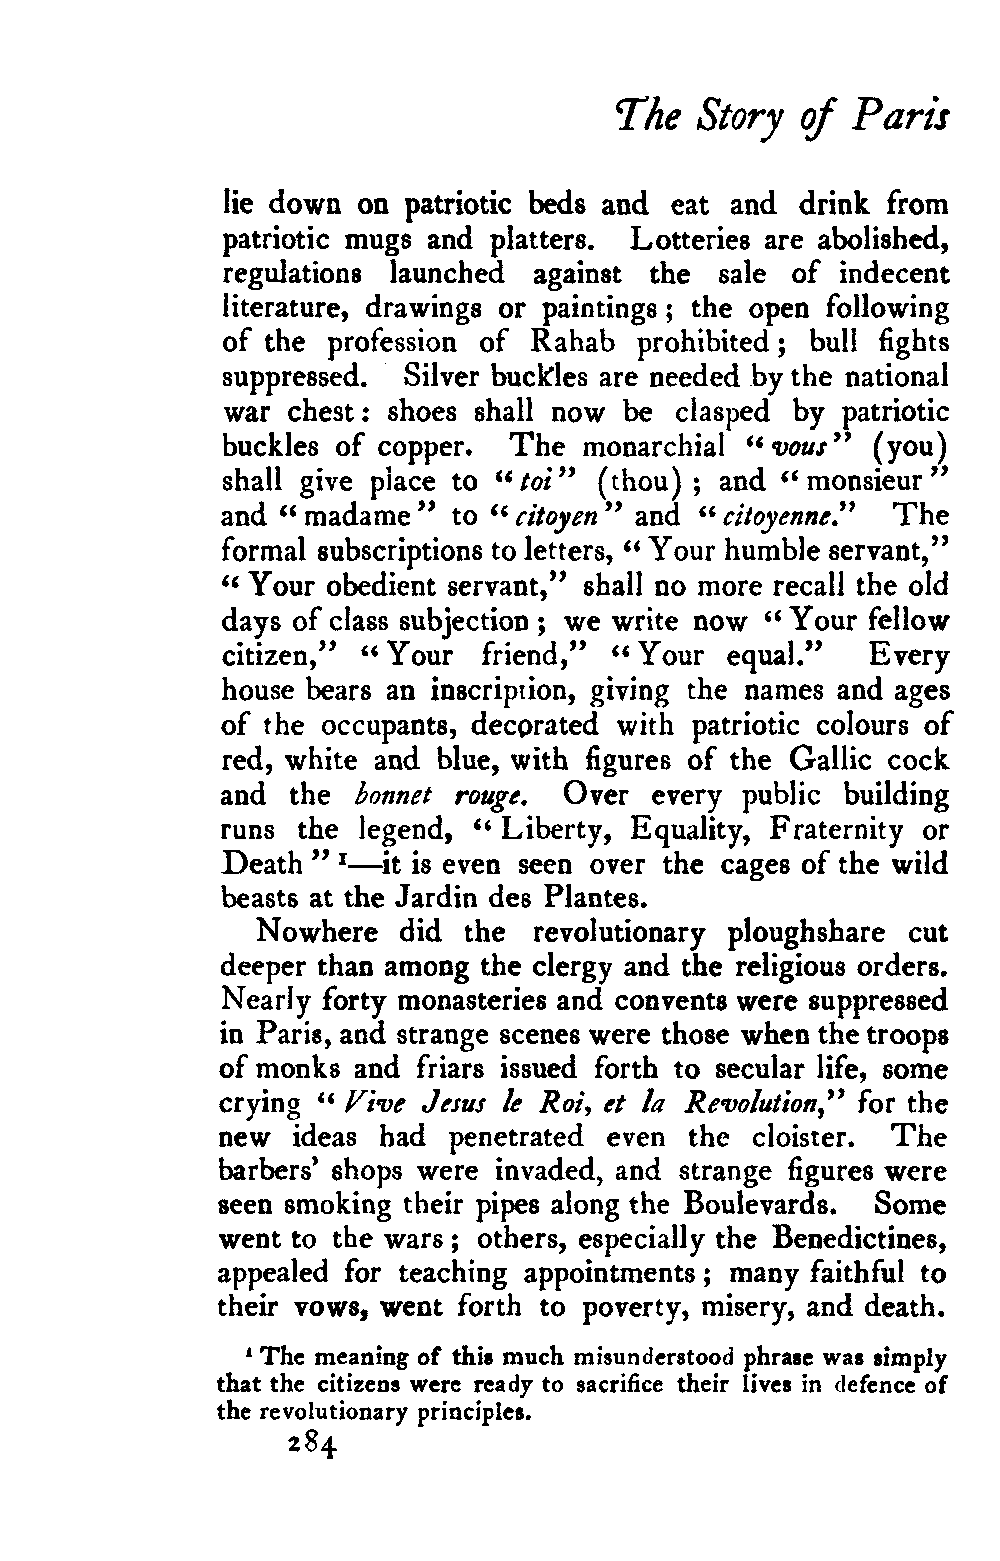 The Story of Paris
lie down on patriotic beds and eat and drink from
patriotic mugs and platters. Lotteries are abolished,
regulations launched against the sale of indecent
literature, drawings or paintings; the open following
of the profession of Rahab prohibited; bull fights
suppressed. Silver buckles are needed by the national
war chest: shoes shall now be clasped by patriotic
buckles of copper. The monarchial “vous” (you)
shall give place to “toi” (thou); and “monsieur”
and “madame” to “citoyen” and “citoyenne.” The
formal subscriptions to letters, “Your humble servant,”
“Your obedient servant,” shall no more recall the old
days of class subjection; we write now “Your fellow
citizen,” “Your friend,” “Your equal.” Every
house bears an inscription, giving the names and ages
of the occupants, decorated with patriotic colours of
red, white and blue, with figures of the Gallic cock
and the bonnet rouge. Over every public building
runs the legend, “Liberty, Equality, Fraternity or
Death” ¹—it is even seen over the cages of the wild
beasts at the Jardin des Plantes.
Nowhere did the revolutionary ploughshare cut
deeper than among the clergy and the religious orders.
Nearly forty monasteries and convents were suppressed
in Paris, and strange scenes were those when the troops
of monks and friars issued forth to secular life, some
crying “Vive Jesus le Roi, et la Revolution,” for the
new ideas had penetrated even the cloister. The
barbers’ shops were invaded, and strange figures were
seen smoking their pipes along the Boulevards. Some
went to the wars; others, especially the Benedictines,
appealed for teaching appointments; many faithful to
their vows, went forth to poverty, misery, and death.
¹ The meaning of this much misunderstood phrase was simply
that the citizens were ready to sacrifice their lives in defence of
the revolutionary principles.
284